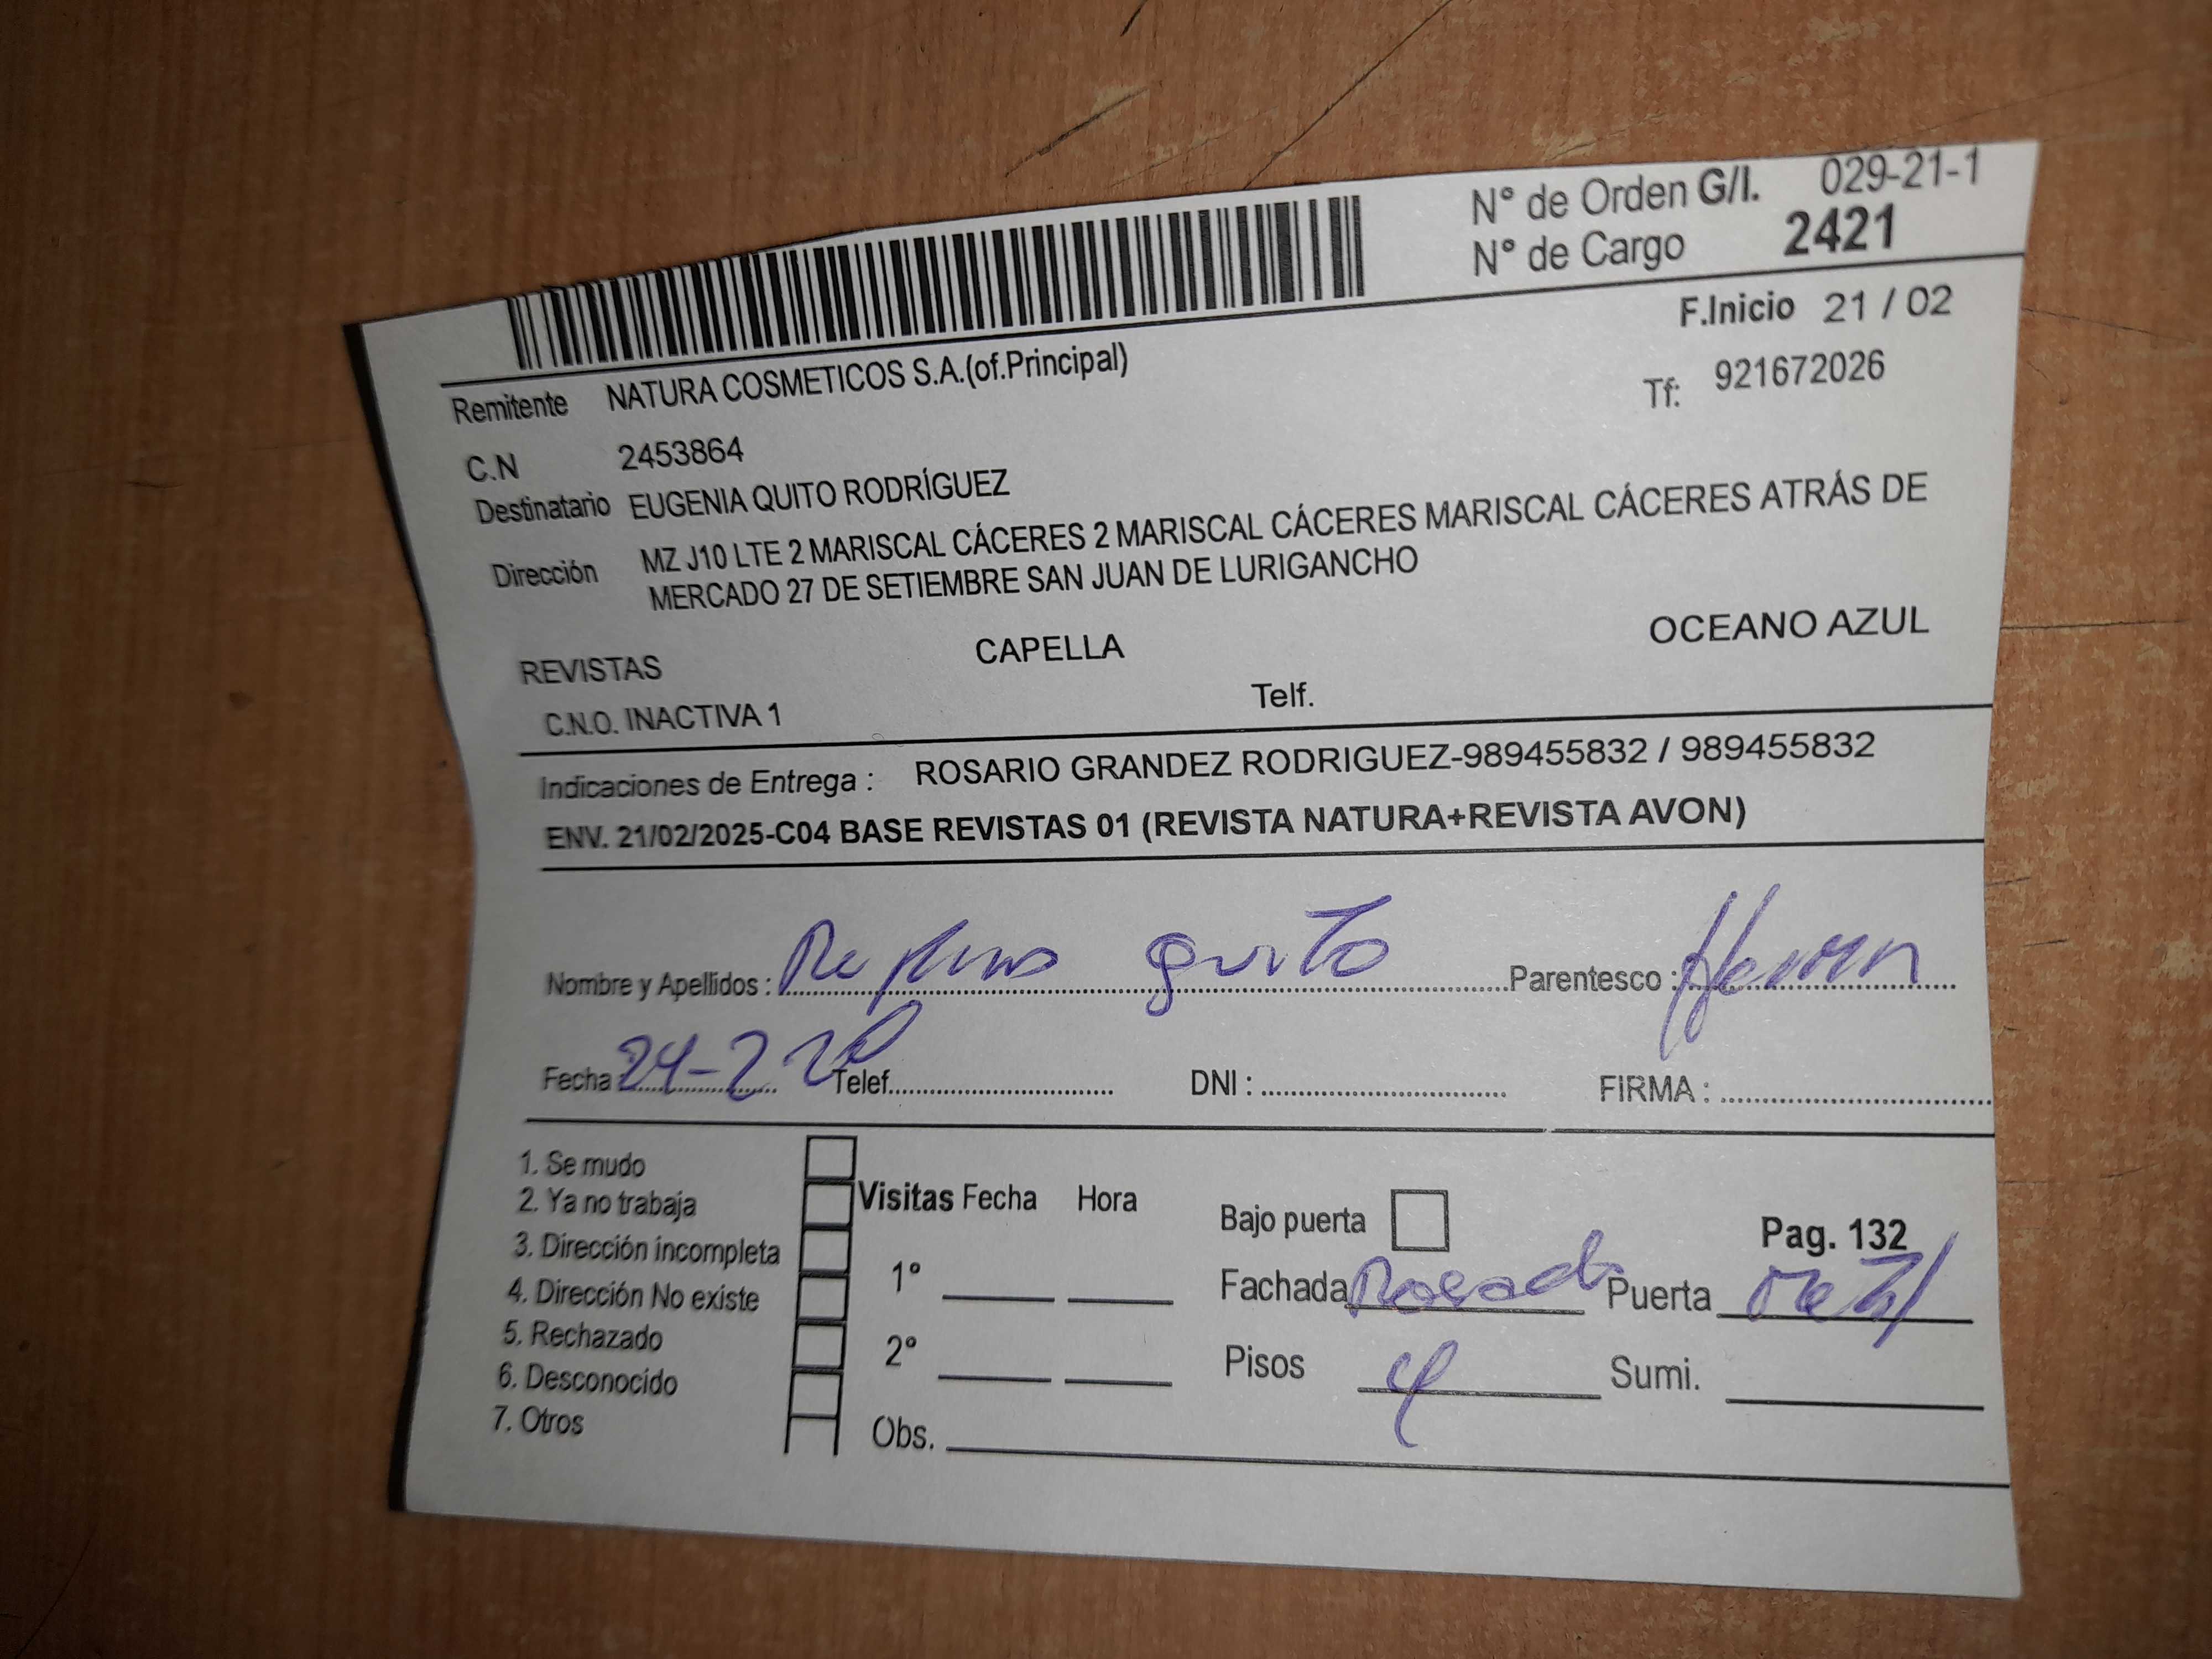 N° de Orden G/I. 029-21-1
N° de Cargo 2421
F.Inicio 21 / 02
Remitente NATURA COSMETICOS S.A.(of.Principal)
Tf: 921672026
C.N 2453864
Destinatario EUGENIA QUITO RODRÍGUEZ
Dirección MZ J10 LTE 2 MARISCAL CÁCERES 2 MARISCAL CÁCERES MARISCAL CÁCERES ATRÁS DE
MERCADO 27 DE SETIEMBRE SAN JUAN DE LURIGANCHO
REVISTAS CAPELLA OCEANO AZUL
C.N.O. INACTIVA 1 Telf.
Indicaciones de Entrega : ROSARIO GRANDEZ RODRIGUEZ-989455832 / 989455832
ENV. 21/02/2025-C04 BASE REVISTAS 01 (REVISTA NATURA+REVISTA AVON)
Nombre y Apellidos : quito Parentesco :
Fecha 24-2 Telef. DNI : FIRMA :
1. Se mudo
2. Ya no trabaja
3. Dirección incompleta
4. Dirección No existe
5. Rechazado
6. Desconocido
7. Otros
Visitas Fecha Hora
1°
2°
Obs.
Bajo puerta Pag. 132
Fachada Rosado Puerta Metal
Pisos 4 Sumi.